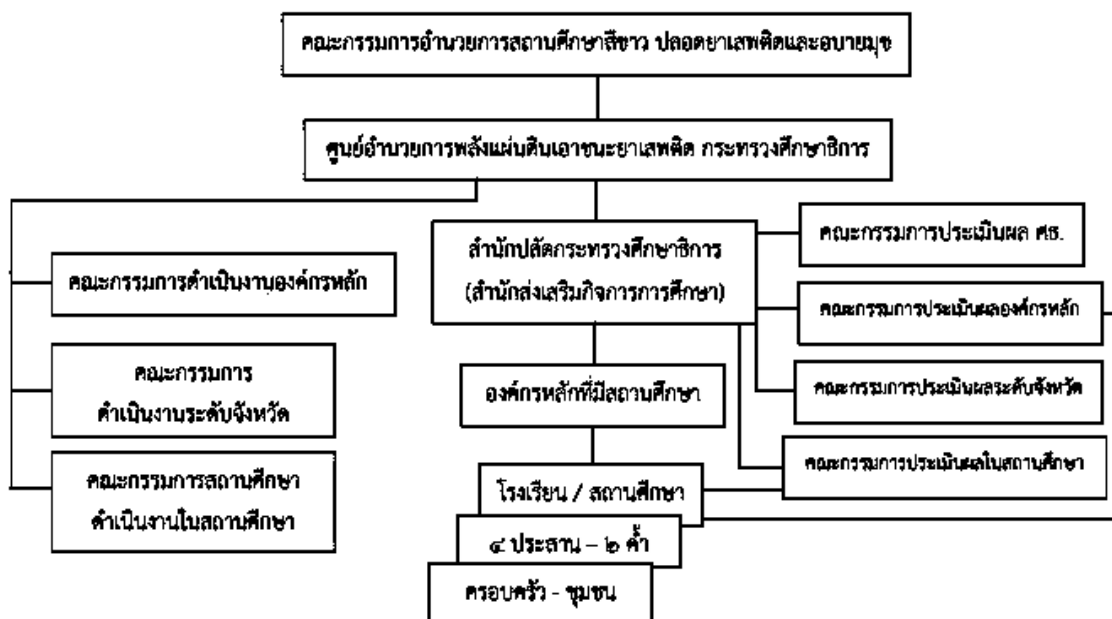 คณะกรรมการอำนวยการสถานศึกษาสีขาว ปลอดยาเสพติดและอบายมุข
ศูนย์อำนวยการพลังแผ่นดินเอาชนะยาเสพติด กระทรวงศึกษาธิการ
คณะกรรมการดำเนินงานองค์กรหลัก
คณะกรรมการ
ดำเนินงานระดับจังหวัด
คณะกรรมการสถานศึกษา
ดำเนินงานในสถานศึกษา
สำนักปลัดกระทรวงศึกษาธิการ
(สำนักส่งเสริมกิจการการศึกษา)
องค์กรหลักที่มีสถานศึกษา
โรงเรียน / สถานศึกษา
๔ ประสาน – ๒ ค้ำ
ครอบครัว - ชุมชน
คณะกรรมการประเมินผล ศธ.
คณะกรรมการประเมินผลองค์กรหลัก
คณะกรรมการประเมินผลระดับจังหวัด
คณะกรรมการประเมินผลในสถานศึกษา